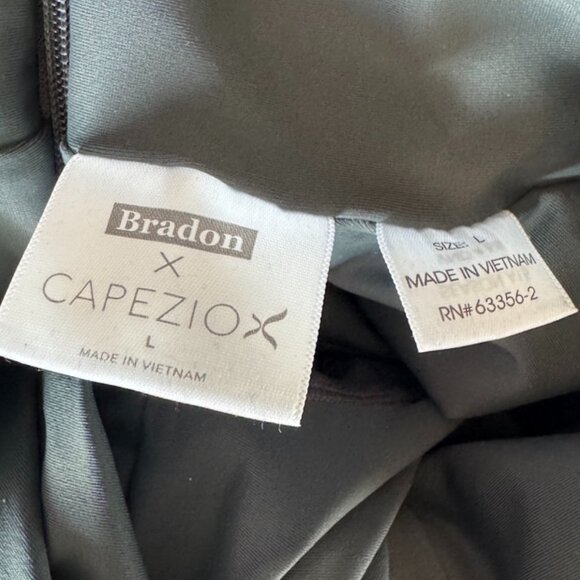 Bradon
X
CAPEZIO
L
MADE IN VIETNAM
SIZE: L
MADE IN VIETNAM
RN#63356-2